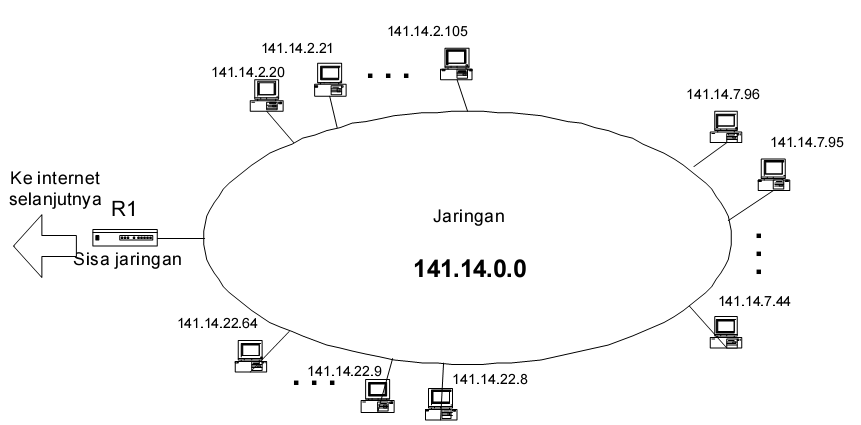 141.14.2.105
141.14.2.21
141.14.2.20
141.14.7.96
141.14.7.95
Ke internet
selanjutnya
R1
Sisa jaringan
Jaringan
141.14.0.0
141.14.7.44
141.14.22.64
141.14.22.9
141.14.22.8